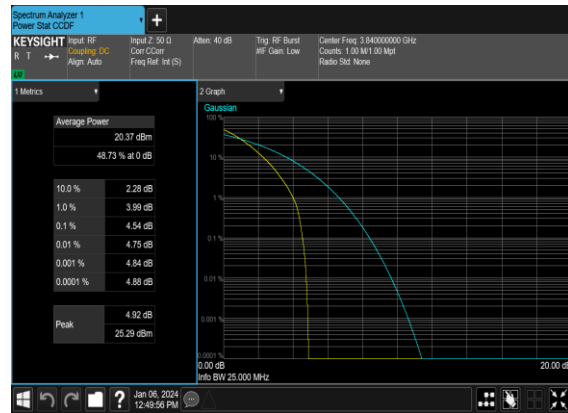 Spectrum Analyzer 1
Power Stat CCDF
KEYSIGHT
R T
LXI
Input: RF
Coupling: DC
Align: Auto
Input Z: 50 Ω
Corr CCorr
Freq Ref: Int (S)
Atten: 40 dB
Trig: RF Burst
#IF Gain: Low
Center Freq: 3.840000000 GHz
Counts: 1.00 M/1.00 Mpt
Radio Std: None
1 Metrics
Average Power
20.37 dBm
48.73 % at 0 dB
10.0 % 2.28 dB
1.0 % 3.99 dB
0.1 % 4.54 dB
0.01 % 4.75 dB
0.001 % 4.84 dB
0.0001 % 4.88 dB
Peak
4.92 dB
25.29 dBm
2 Graph
Gaussian
100 %
10 %
1 %
0.1 %
0.01 %
0.001 %
0.0001 %
0.00 dB
20.00 dB
Info BW 25.000 MHz
Jan 06, 2024
12:49:56 PM